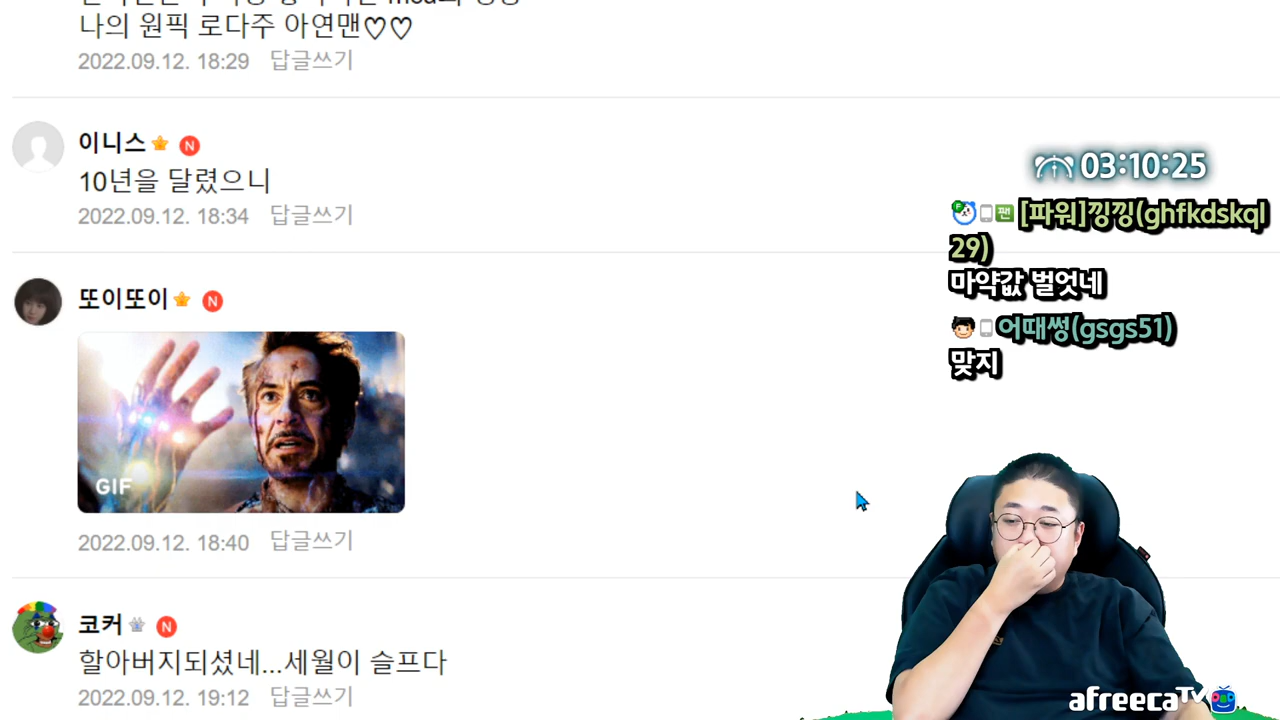 나의 원픽 로다주 아연맨♡♡
2022.09.12. 18:29 답글쓰기
이니스 N
10년을 달렸으니
2022.09.12. 18:34 답글쓰기
또이또이 N
GIF
2022.09.12. 18:40 답글쓰기
코커 N
할아버지되셨네...세월이 슬프다
2022.09.12. 19:12 답글쓰기
03:10:25
F 팬 [파워]낑낑(ghfkdskql
29)
마약값 벌엇네
어때썽(gsgs51)
맞지
afreecaTV